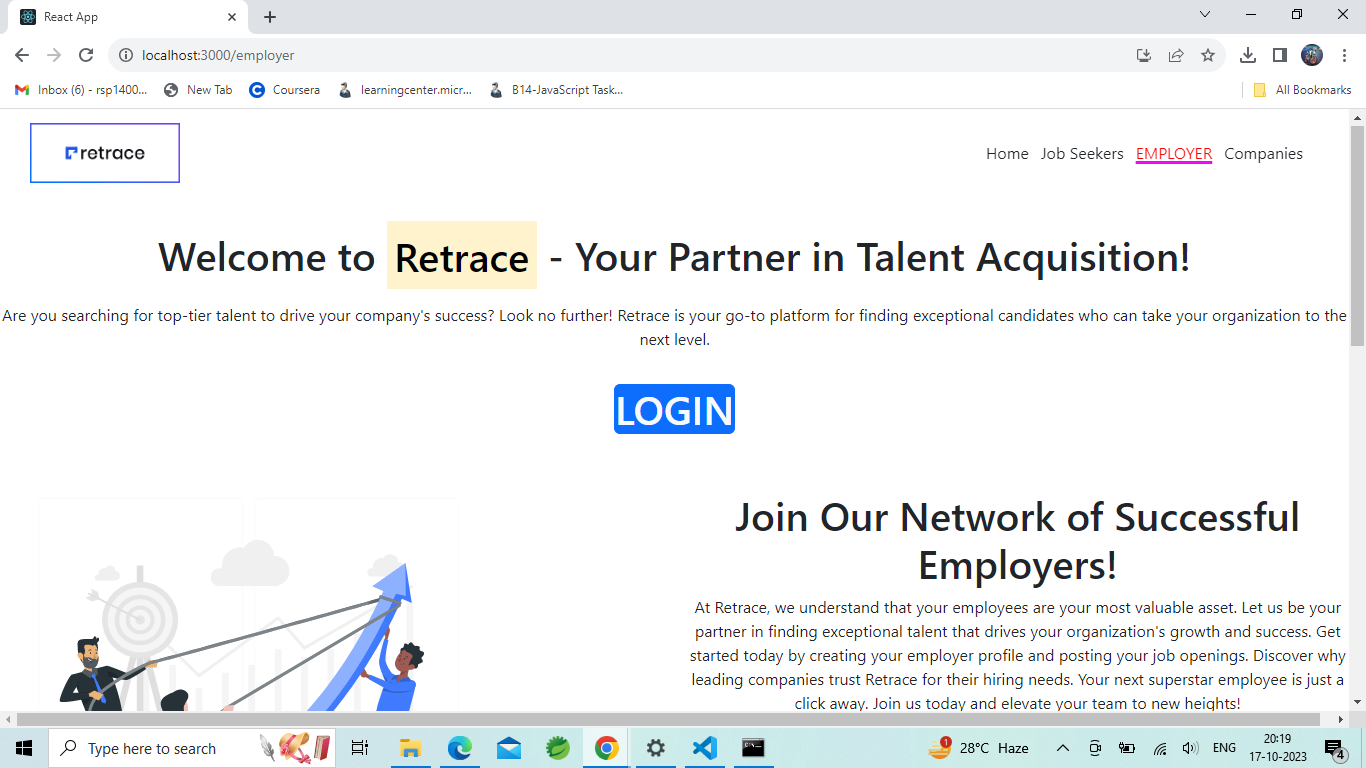 React App
localhost:3000/employer
Inbox (6) - rsp1400...
New Tab
Coursera
learningcenter.micr...
B14-JavaScript Task...
All Bookmarks
retrace
Home Job Seekers EMPLOYER Companies
Welcome to Retrace - Your Partner in Talent Acquisition!
Are you searching for top-tier talent to drive your company's success? Look no further! Retrace is your go-to platform for finding exceptional candidates who can take your organization to the
next level.
LOGIN
Join Our Network of Successful
Employers!
At Retrace, we understand that your employees are your most valuable asset. Let us be your
partner in finding exceptional talent that drives your organization's growth and success. Get
started today by creating your employer profile and posting your job openings. Discover why
leading companies trust Retrace for their hiring needs. Your next superstar employee is just a
click away. Join us today and elevate your team to new heights!
Type here to search
1
28°C Haze
ENG
20:19
17-10-2023
4